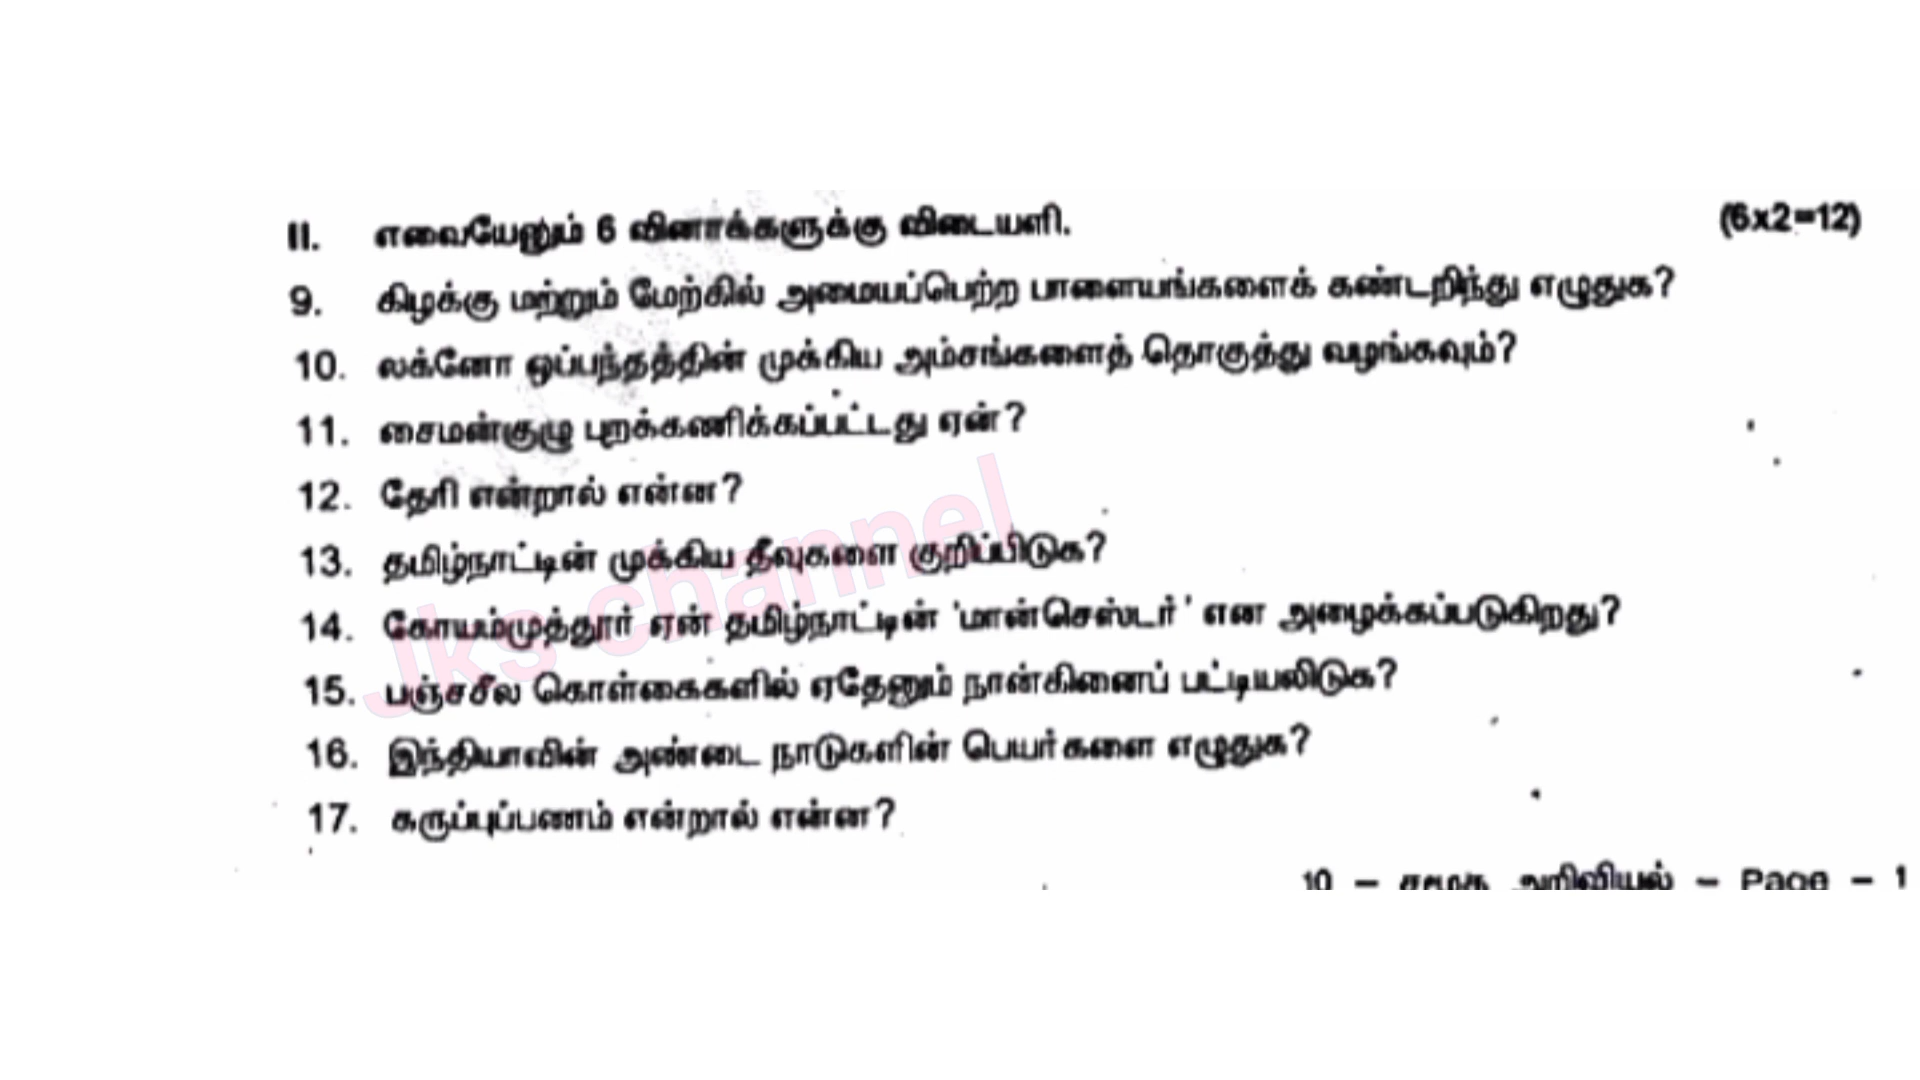 II. எவையேனும் 6 வினாக்களுக்கு விடையளி. (6x2=12)
9. கிழக்கு மற்றும் மேற்கில் அமையப்பெற்ற பாளையங்களைக் கண்டறிந்து எழுதுக?
10. லக்னோ ஒப்பந்தத்தின் முக்கிய அம்சங்களைத் தொகுத்து வழங்கவும்?
11. சைமன்குழு புறக்கணிக்கப்பட்டது ஏன்?
12. தேரி என்றால் என்ன?
13. தமிழ்நாட்டின் முக்கிய தீவுகளை குறிப்பிடுக?
14. கோயம்முத்தூர் ஏன் தமிழ்நாட்டின் 'மான்செஸ்டர்' என அழைக்கப்படுகிறது?
15. பஞ்சசீல கொள்கைகளில் ஏதேனும் நான்கினைப் பட்டியலிடுக?
16. இந்தியாவின் அண்டை நாடுகளின் பெயர்களை எழுதுக?
17. கருப்புப்பணம் என்றால் என்ன?
10 – சமூக அறிவியல் – Page – 1
jks channel